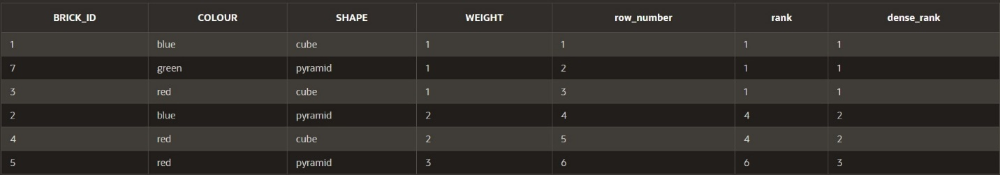 BRICK_ID COLOUR SHAPE WEIGHT row_number rank dense_rank
1 blue cube 1 1 1 1
7 green pyramid 1 2 1 1
3 red cube 1 3 1 1
2 blue pyramid 2 4 4 2
4 red cube 2 5 4 2
5 red pyramid 3 6 6 3